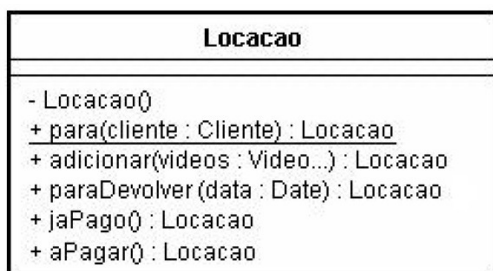 Locacao
- Locacao()
+ para(cliente : Cliente) : Locacao
+ adicionar(videos : Video...) : Locacao
+ paraDevolver(data : Date) : Locacao
+ jaPago() : Locacao
+ aPagar() : Locacao